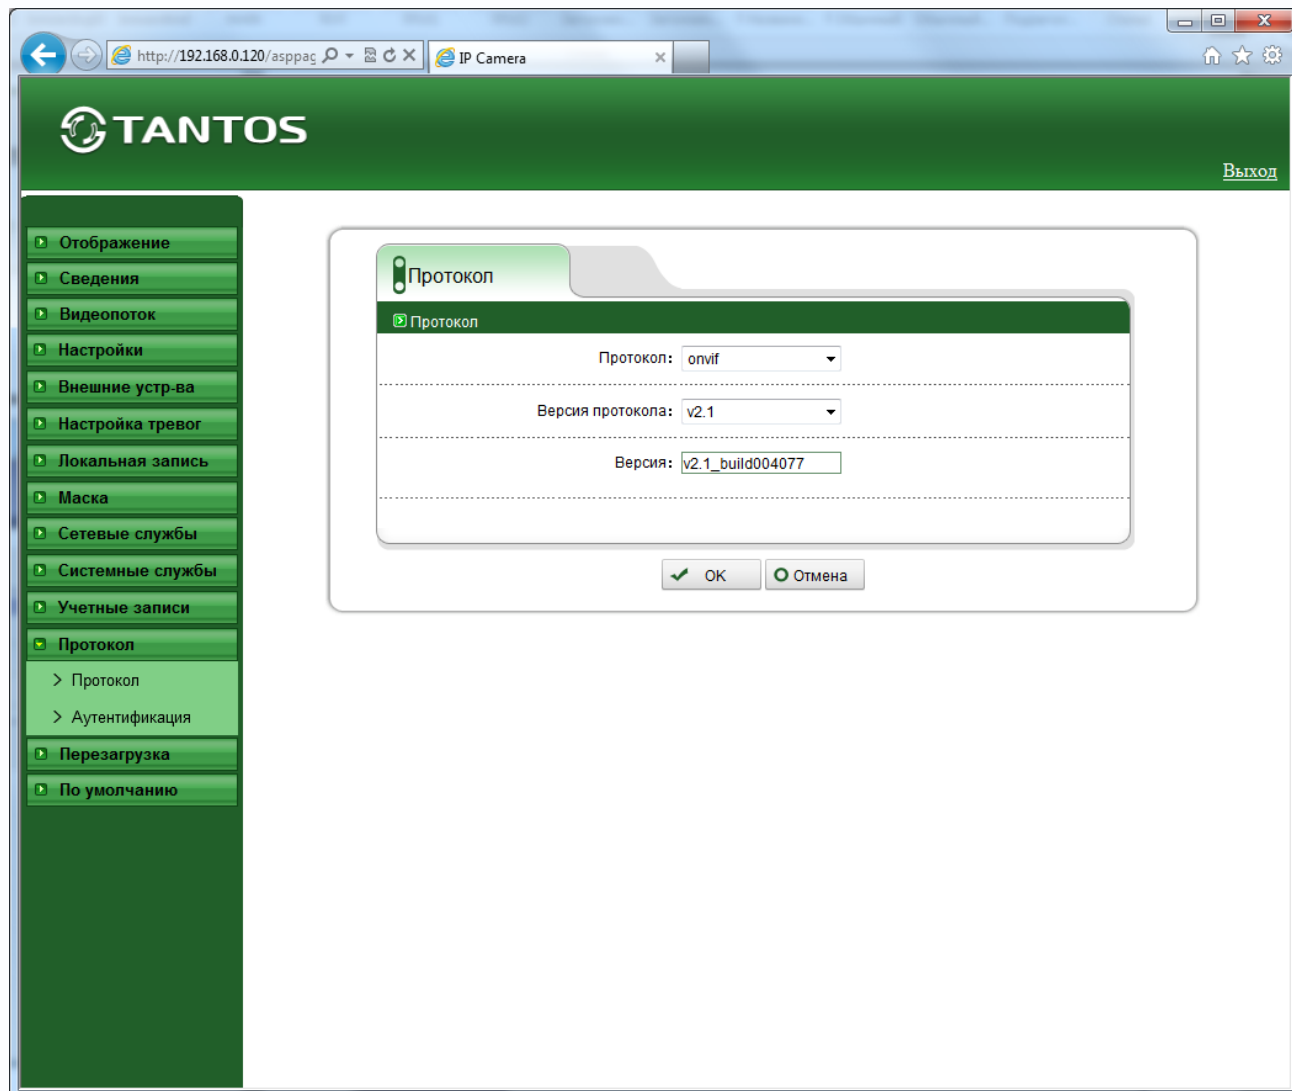 http://192.168.0.120/asppag
IP Camera
TANTOS
Выход
Отображение
Сведения
Видеопоток
Настройки
Внешние устр-ва
Настройка тревог
Локальная запись
Маска
Сетевые службы
Системные службы
Учетные записи
Протокол
Протокол
Аутентификация
Перезагрузка
По умолчанию
Протокол
Протокол
Протокол: onvif
Версия протокола: v2.1
Версия: v2.1_build004077
OK
Отмена